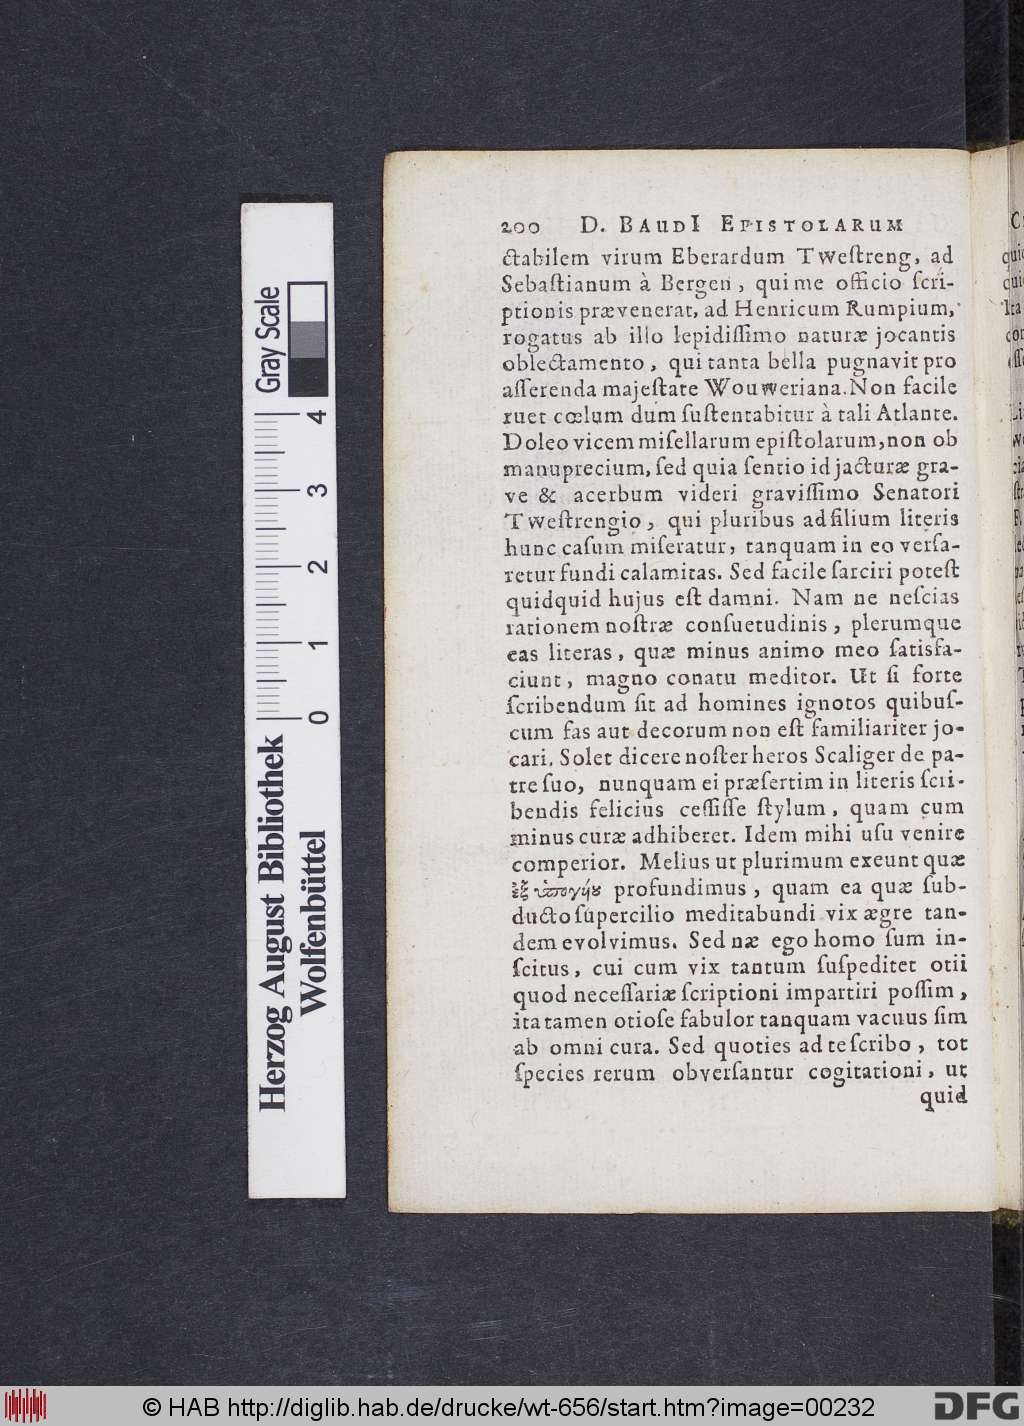 200 D. BAUDI EPISTOLARUM
ctabilem virum Eberardum Tweſtreng, ad
Sebaſtianum à Bergen, qui me officio ſcri-
ptionis prævenerat, ad Henricum Rumpium,
rogatus ab illo lepidiſſimo naturæ jocantis
oblectamento, qui tanta bella pugnavit pro
aſſerenda majeſtate Wouweriana. Non facile
ruet cœlum dum ſuſtentabitur à tali Atlante.
Doleo vicem miſellarum epiſtolarum, non ob
manuprecium, ſed quia ſentio id jacturæ gra-
ve & acerbum videri graviſſimo Senatori
Tweſtrengio, qui pluribus ad filium literis
hunc caſum miſeratur, tanquam in eo verſa-
retur fundi calamitas. Sed facile ſarciri poteſt
quidquid hujus eſt damni. Nam ne neſcias
rationem noſtræ conſuetudinis, plerumque
eas literas, quæ minus animo meo ſatisfa-
ciunt, magno conatu meditor. Ut ſi forte
ſcribendum ſit ad homines ignotos quibuſ-
cum fas aut decorum non eſt familiariter jo-
cari. Solet dicere noſter heros Scaliger de pa-
tre ſuo, nunquam ei præſertim in literis ſcri-
bendis felicius ceſſiſſe ſtylum, quam cum
minus curæ adhiberet. Idem mihi uſu venire
comperior. Melius ut plurimum exeunt quæ
ἐξ ὑπογύου profundimus, quam ea quæ ſub-
ducto ſupercilio meditabundi vix ægre tan-
dem evolvimus. Sed næ ego homo ſum in-
ſcitus, cui cum vix tantum ſuſpeditet otii
quod neceſſariæ ſcriptioni impartiri poſſim,
ita tamen otioſe fabulor tanquam vacuus ſim
ab omni cura. Sed quoties ad te ſcribo, tot
ſpecies rerum obverſantur cogitationi, ut
quid
Gray Scale
4 3 2 1 0
Herzog August Bibliothek
Wolfenbüttel
© HAB http://diglib.hab.de/drucke/wt-656/start.htm?image=00232
DFG